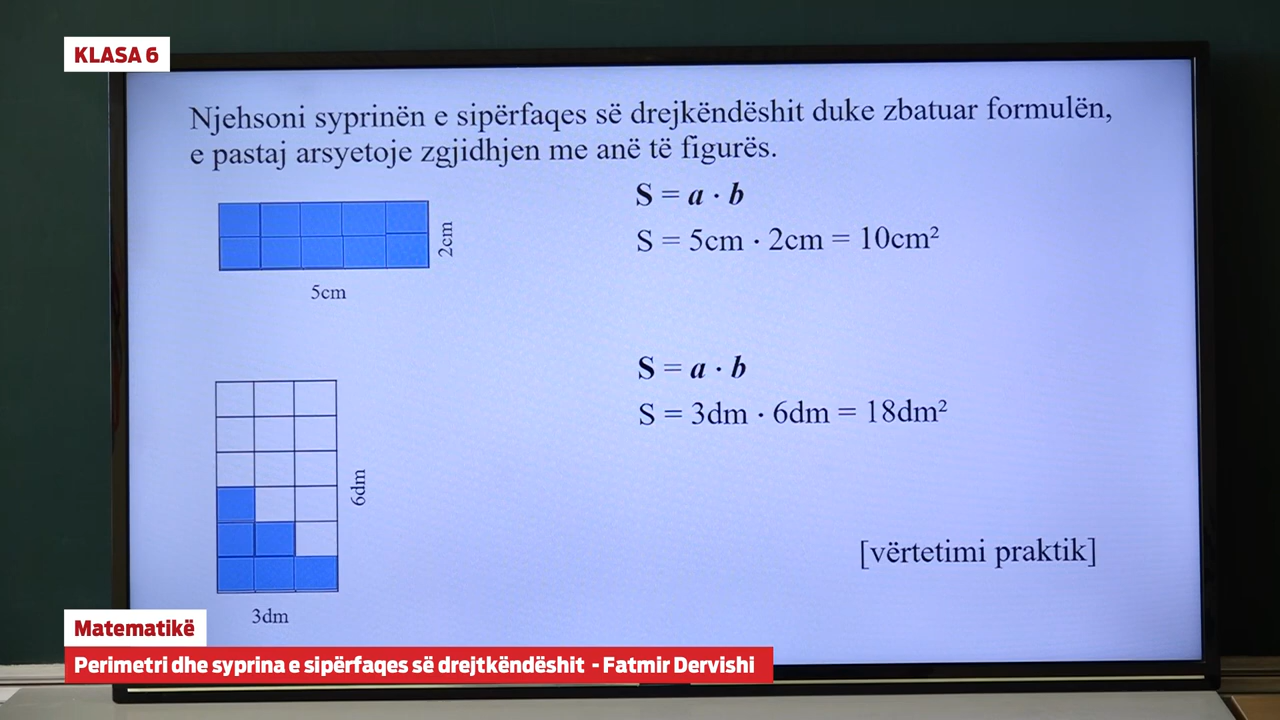 KLASA 6
Njehsoni syprinën e sipërfaqes së drejkëndëshit duke zbatuar formulën,
e pastaj arsyetoje zgjidhjen me anë të figurës.
S = a · b
S = 5cm · 2cm = 10cm²
2cm
5cm
S = a · b
S = 3dm · 6dm = 18dm²
6dm
3dm
[vërtetimi praktik]
Matematikë
Perimetri dhe syprina e sipërfaqes së drejtkëndëshit - Fatmir Dervishi